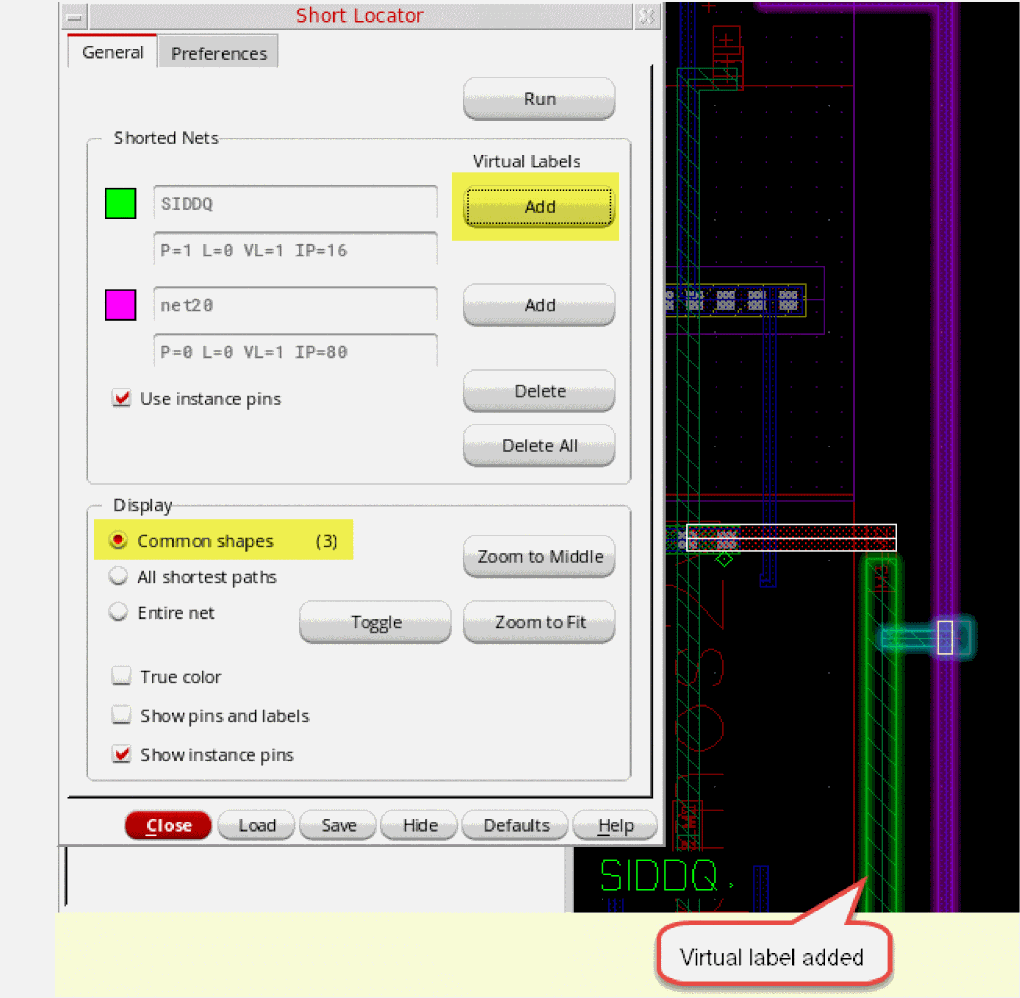 Short Locator
General
Preferences
Run
Shorted Nets
Virtual Labels
SIDDQ
Add
P=1 L=0 VL=1 IP=16
net20
Add
P=0 L=0 VL=1 IP=80
Use instance pins
Delete
Delete All
Display
Common shapes (3)
Zoom to Middle
All shortest paths
Entire net
Toggle
Zoom to Fit
True color
Show pins and labels
Show instance pins
Close
Load
Save
Hide
Defaults
Help
SIDDQ.
Virtual label added